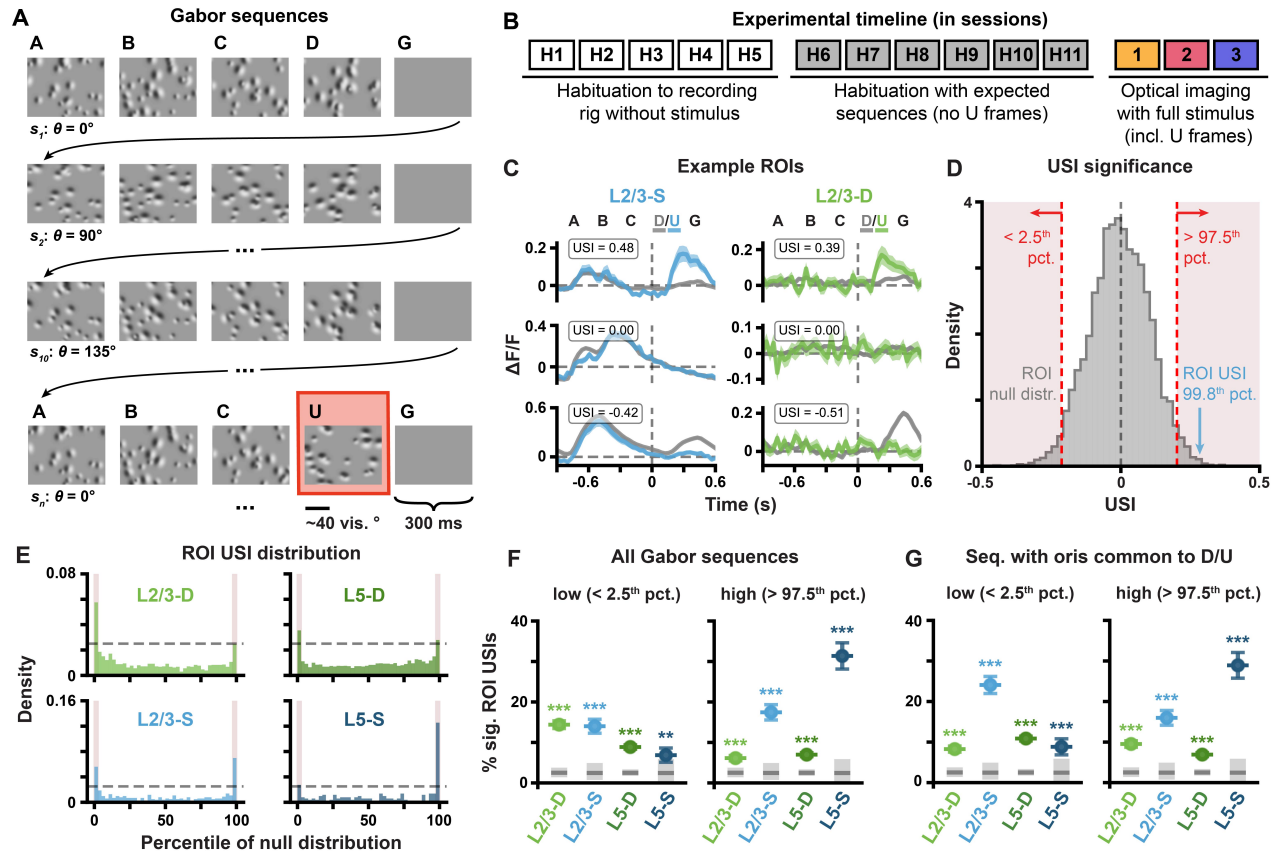 A
Gabor sequences
A B C D G
s1: θ = 0°
s2: θ = 90°
...
s10: θ = 135°
...
A B C U G
sn: θ = 0°
...
~40 vis. °
300 ms
B
Experimental timeline (in sessions)
H1 H2 H3 H4 H5
H6 H7 H8 H9 H10 H11
1 2 3
Habituation to recording
rig without stimulus
Habituation with expected
sequences (no U frames)
Optical imaging
with full stimulus
(incl. U frames)
C
Example ROIs
L2/3-S
L2/3-D
A B C D/U G
A B C D/U G
ΔF/F
0.2
0
USI = 0.48
0.2
0
USI = 0.39
0.4
0
USI = 0.00
0.1
0
-0.1
USI = 0.00
0.6
0
USI = -0.42
0.2
0
USI = -0.51
-0.6 0 0.6
-0.6 0 0.6
Time (s)
D
USI significance
4
0
Density
< 2.5th
pct.
> 97.5th
pct.
ROI
null distr.
ROI USI
99.8th pct.
-0.5 0 0.5
USI
E
ROI USI distribution
0.08
0
L2/3-D
L5-D
Density
0.16
0
L2/3-S
L5-S
0 50 100
0 50 100
Percentile of null distribution
F
All Gabor sequences
low (< 2.5th pct.)
high (> 97.5th pct.)
% sig. ROI USIs
40
20
0
*** *** *** **
*** *** *** ***
L2/3-D L2/3-S L5-D L5-S
L2/3-D L2/3-S L5-D L5-S
G
Seq. with oris common to D/U
low (< 2.5th pct.)
high (> 97.5th pct.)
40
20
0
*** *** *** ***
*** *** *** ***
L2/3-D L2/3-S L5-D L5-S
L2/3-D L2/3-S L5-D L5-S